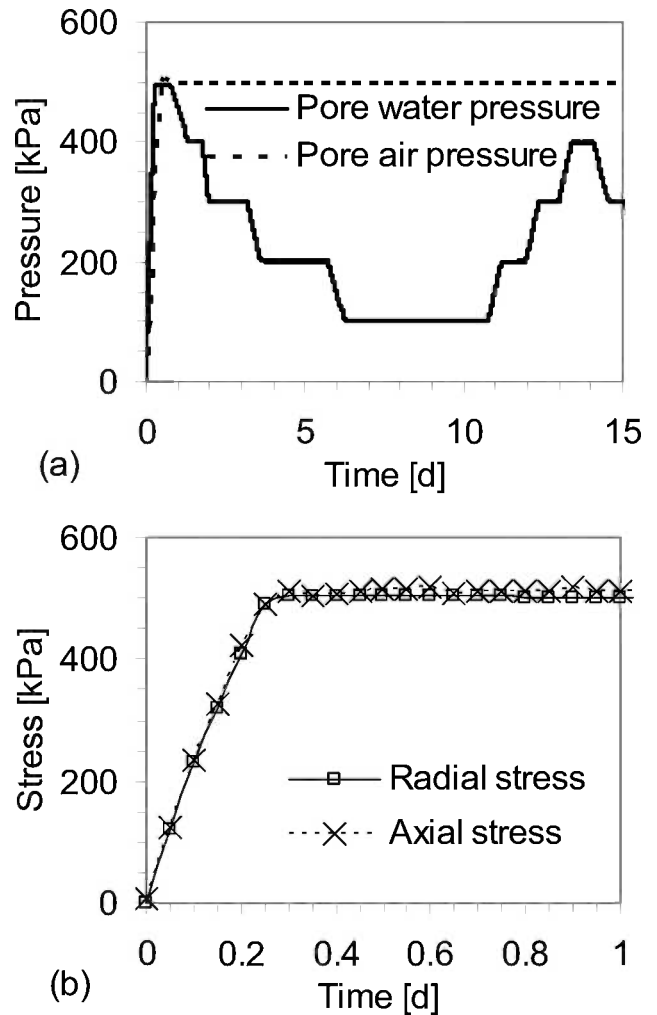 600
400
200
0
Pressure [kPa]
Pore water pressure
Pore air pressure
0 5 10 15
Time [d]
(a)
600
400
200
0
Stress [kPa]
Radial stress
Axial stress
0 0.2 0.4 0.6 0.8 1
Time [d]
(b)